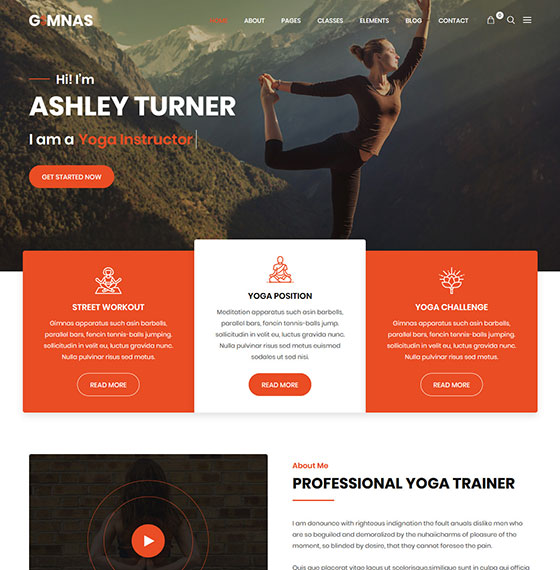 GIMNAS
HOME ABOUT PAGES CLASSES ELEMENTS BLOG CONTACT 0
Hi! I'm
ASHLEY TURNER
I am a Yoga Instructor
GET STARTED NOW
STREET WORKOUT
Gimnas apparatus such asin barbells,
parallel bars, fencin tennis-balls jumping,
sollicitudin in velit eu, luctus gravida nunc.
Nulla pulvinar risus sed metus.
READ MORE
YOGA POSITION
Meditation apparatus such asin barbells,
parallel bars, fencin tennis-balls jump,
sollicitudin in velit eu, luctus gravida nunc.
Nulla pulvinar risus sed metus euismod
sodales ut sed nisi.
READ MORE
YOGA CHALLENGE
Gimnas apparatus such asin barbells,
parallel bars, fencin tennis-balls jumping,
sollicitudin in velit eu, luctus gravida nunc.
Nulla pulvinar risus sed metus.
READ MORE
About Me
PROFESSIONAL YOGA TRAINER
I am denounce with righteous indignation the fault anuals dislike men who
are so beguiled and demoralized by the nuhaicharms of pleasure of the
moment, so blinded by desire, that they cannot foresee the pain.
Quis que placerat vitae lacus ut scelerisque.similique sunt in culpa qui officia